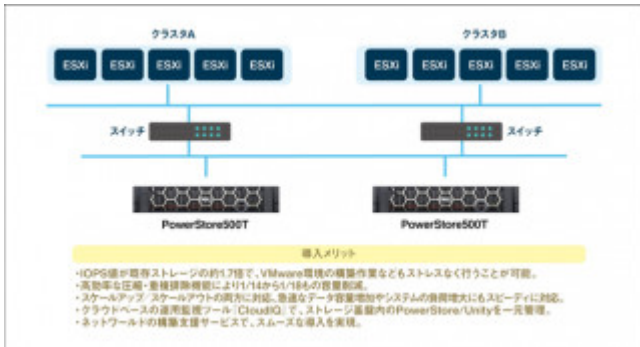 クラスタA
クラスタB
ESXi ESXi ESXi ESXi ESXi
ESXi ESXi ESXi ESXi ESXi
スイッチ
スイッチ
PowerStore500T
PowerStore500T
導入メリット
・IOPS値が既存ストレージの約1.7倍で、VMware環境の構築作業などもストレスなく行うことが可能。
・高効率な圧縮・重複排除機能により1/14から1/18もの容量削減。
・スケールアップ/スケールアウトの両方に対応、急速なデータ容量増加やシステムの負荷増大にもスピーディに対応。
・クラウドベースの運用監視ツール「CloudIQ」で、ストレージ基盤内のPowerStore/Unityを一元管理。
・ネットワールドの構築支援サービスで、スムーズな導入を実現。